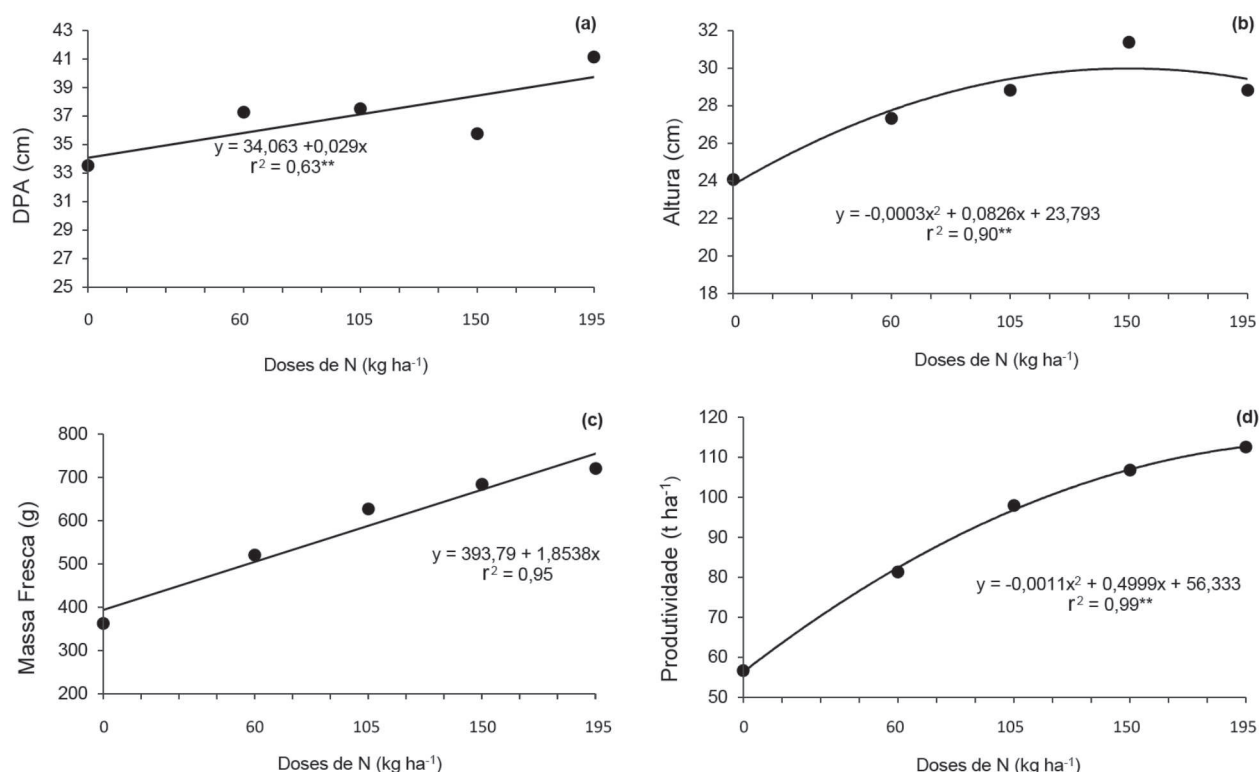 (a)
43
41
39
37
35
33
31
29
27
25
DPA (cm)
y = 34,063 +0,029x
r² = 0,63**
0 60 105 150 195
Doses de N (kg ha⁻¹)
(b)
32
30
28
26
24
22
20
18
Altura (cm)
y = -0,0003x² + 0,0826x + 23,793
r² = 0,90**
0 60 105 150 195
Doses de N (kg ha⁻¹)
(c)
800
700
600
500
400
300
200
Massa Fresca (g)
y = 393,79 + 1,8538x
r² = 0,95
0 60 105 150 195
Doses de N (kg ha⁻¹)
(d)
120
110
100
90
80
70
60
50
Produtividade (t ha⁻¹)
y = -0,0011x² + 0,4999x + 56,333
r² = 0,99**
0 60 105 150 195
Doses de N (kg ha⁻¹)